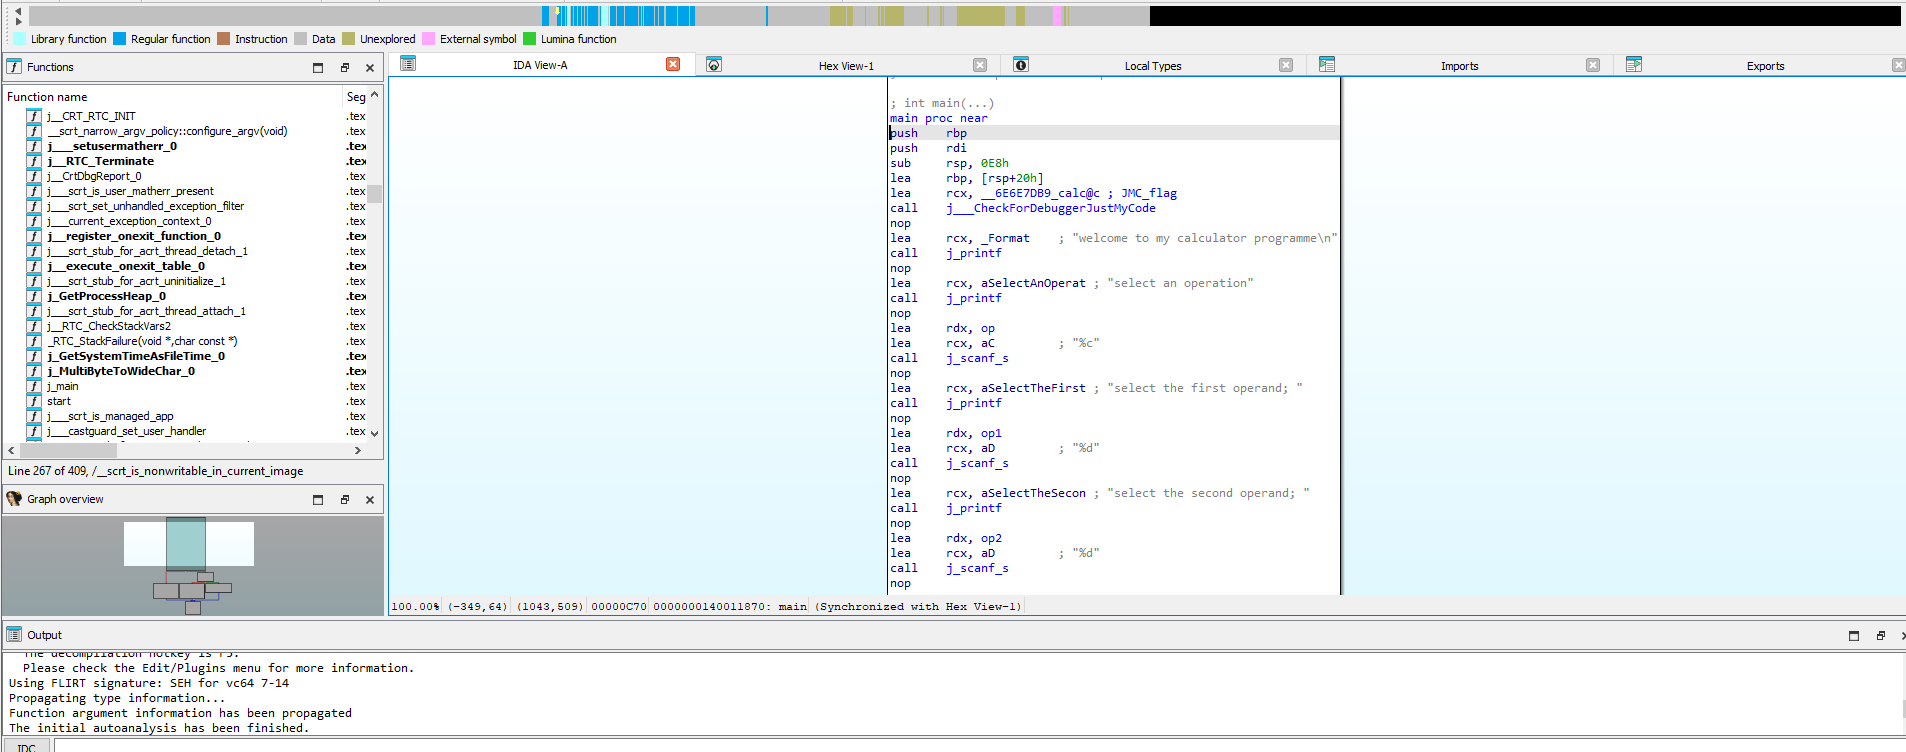 Library function Regular function Instruction Data Unexplored External symbol Lumina function
Functions
Function name Seg
j__CRT_RTC_INIT .tex
__scrt_narrow_argv_policy::configure_argv(void) .tex
j___setusermatherr_0 .tex
j__RTC_Terminate .tex
j__CrtDbgReport_0 .tex
j___scrt_is_user_matherr_present .tex
j___scrt_set_unhandled_exception_filter .tex
j___current_exception_context_0 .tex
j__register_onexit_function_0 .tex
j___scrt_stub_for_acrt_thread_detach_1 .tex
j__execute_onexit_table_0 .tex
j___scrt_stub_for_acrt_uninitialize_1 .tex
j_GetProcessHeap_0 .tex
j___scrt_stub_for_acrt_thread_attach_1 .tex
j__RTC_CheckStackVars2 .tex
_RTC_StackFailure(void *,char const *) .tex
j_GetSystemTimeAsFileTime_0 .tex
j_MultiByteToWideChar_0 .tex
j_main .tex
start .tex
j___scrt_is_managed_app .tex
j___castguard_set_user_handler .tex
Line 267 of 409, /__scrt_is_nonwritable_in_current_image
Graph overview
IDA View-A Hex View-1 Local Types Imports Exports
; int main(...)
main proc near
push rbp
push rdi
sub rsp, 0E8h
lea rbp, [rsp+20h]
lea rcx, __6E6E7DB9_calc@c ; JMC_flag
call j___CheckForDebuggerJustMyCode
nop
lea rcx, _Format ; "welcome to my calculator programme\n"
call j_printf
nop
lea rcx, aSelectAnOperat ; "select an operation"
call j_printf
nop
lea rdx, op
lea rcx, aC ; "%c"
call j_scanf_s
nop
lea rcx, aSelectTheFirst ; "select the first operand; "
call j_printf
nop
lea rdx, op1
lea rcx, aD ; "%d"
call j_scanf_s
nop
lea rcx, aSelectTheSecon ; "select the second operand; "
call j_printf
nop
lea rdx, op2
lea rcx, aD ; "%d"
call j_scanf_s
nop
100.00% (-349,64) (1043,509) 00000C70 0000000140011870: main (Synchronized with Hex View-1)
Output
The decompilation hotkey is F5.
Please check the Edit/Plugins menu for more information.
Using FLIRT signature: SEH for vc64 7-14
Propagating type information...
Function argument information has been propagated
The initial autoanalysis has been finished.
IDC